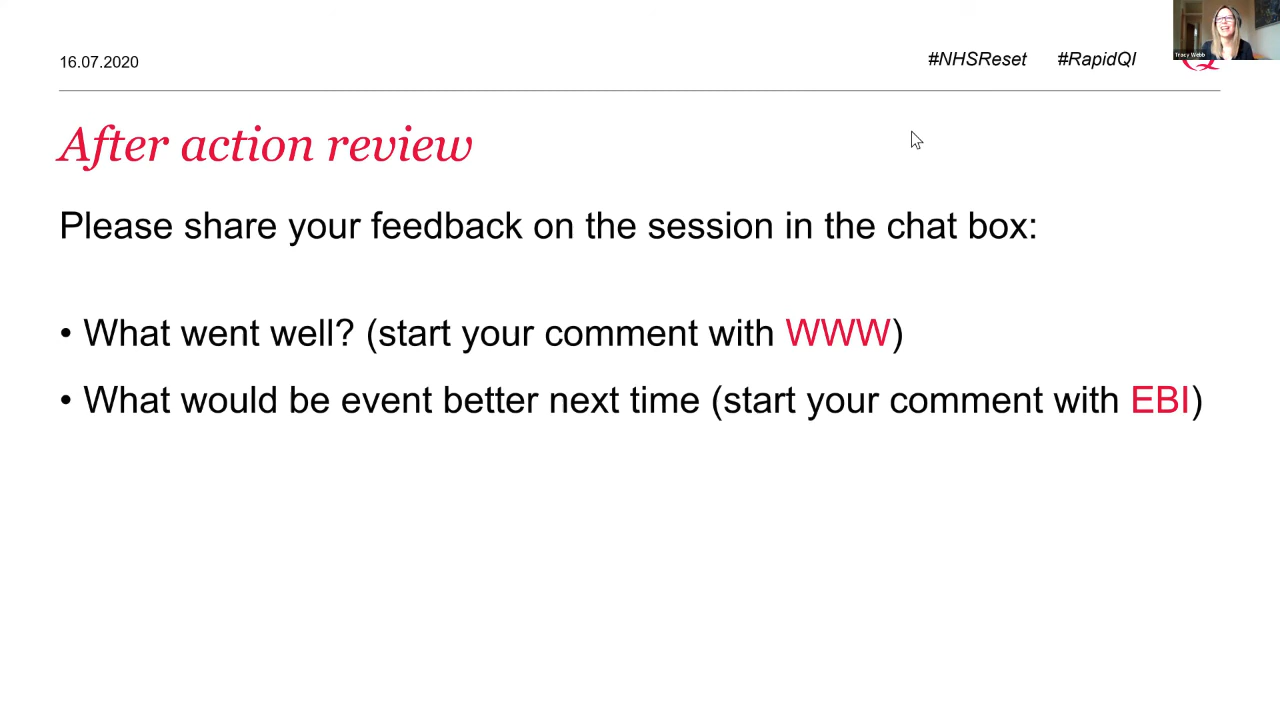 16.07.2020
#NHSReset #RapidQI
Tracy Webb
After action review
Please share your feedback on the session in the chat box:
• What went well? (start your comment with WWW)
• What would be event better next time (start your comment with EBI)